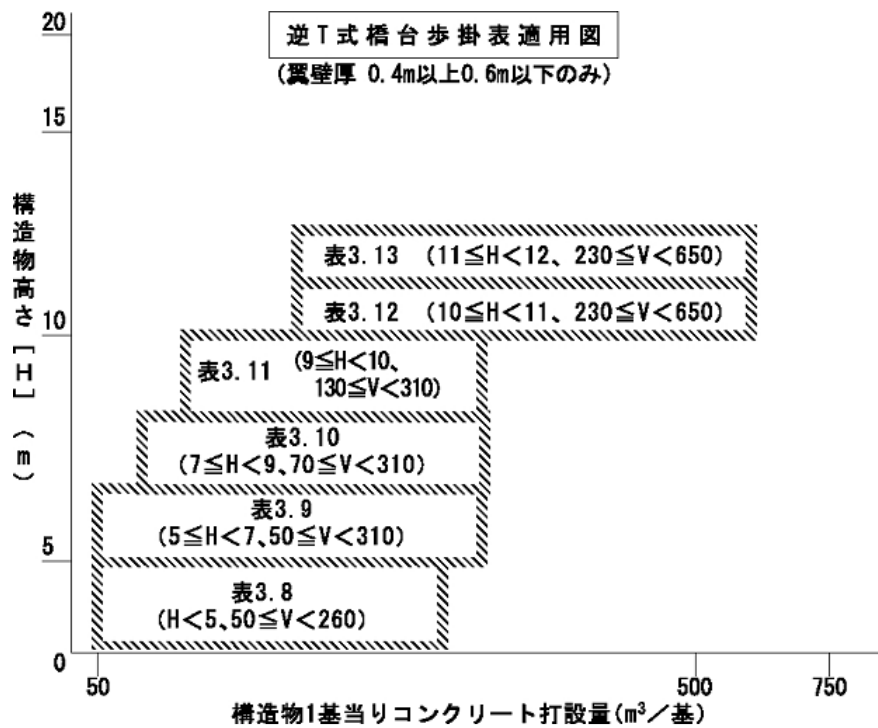 逆T式橋台歩掛表適用図
(翼壁厚 0.4m以上0.6m以下のみ)
20
15
10
5
0
構造物高さ[H] (m)
表3.13 (11≦H<12、230≦V<650)
表3.12 (10≦H<11、230≦V<650)
表3.11 (9≦H<10、
130≦V<310)
表3.10
(7≦H<9、70≦V<310)
表3.9
(5≦H<7、50≦V<310)
表3.8
(H<5、50≦V<260)
50
500
750
構造物1基当りコンクリート打設量(m³/基)